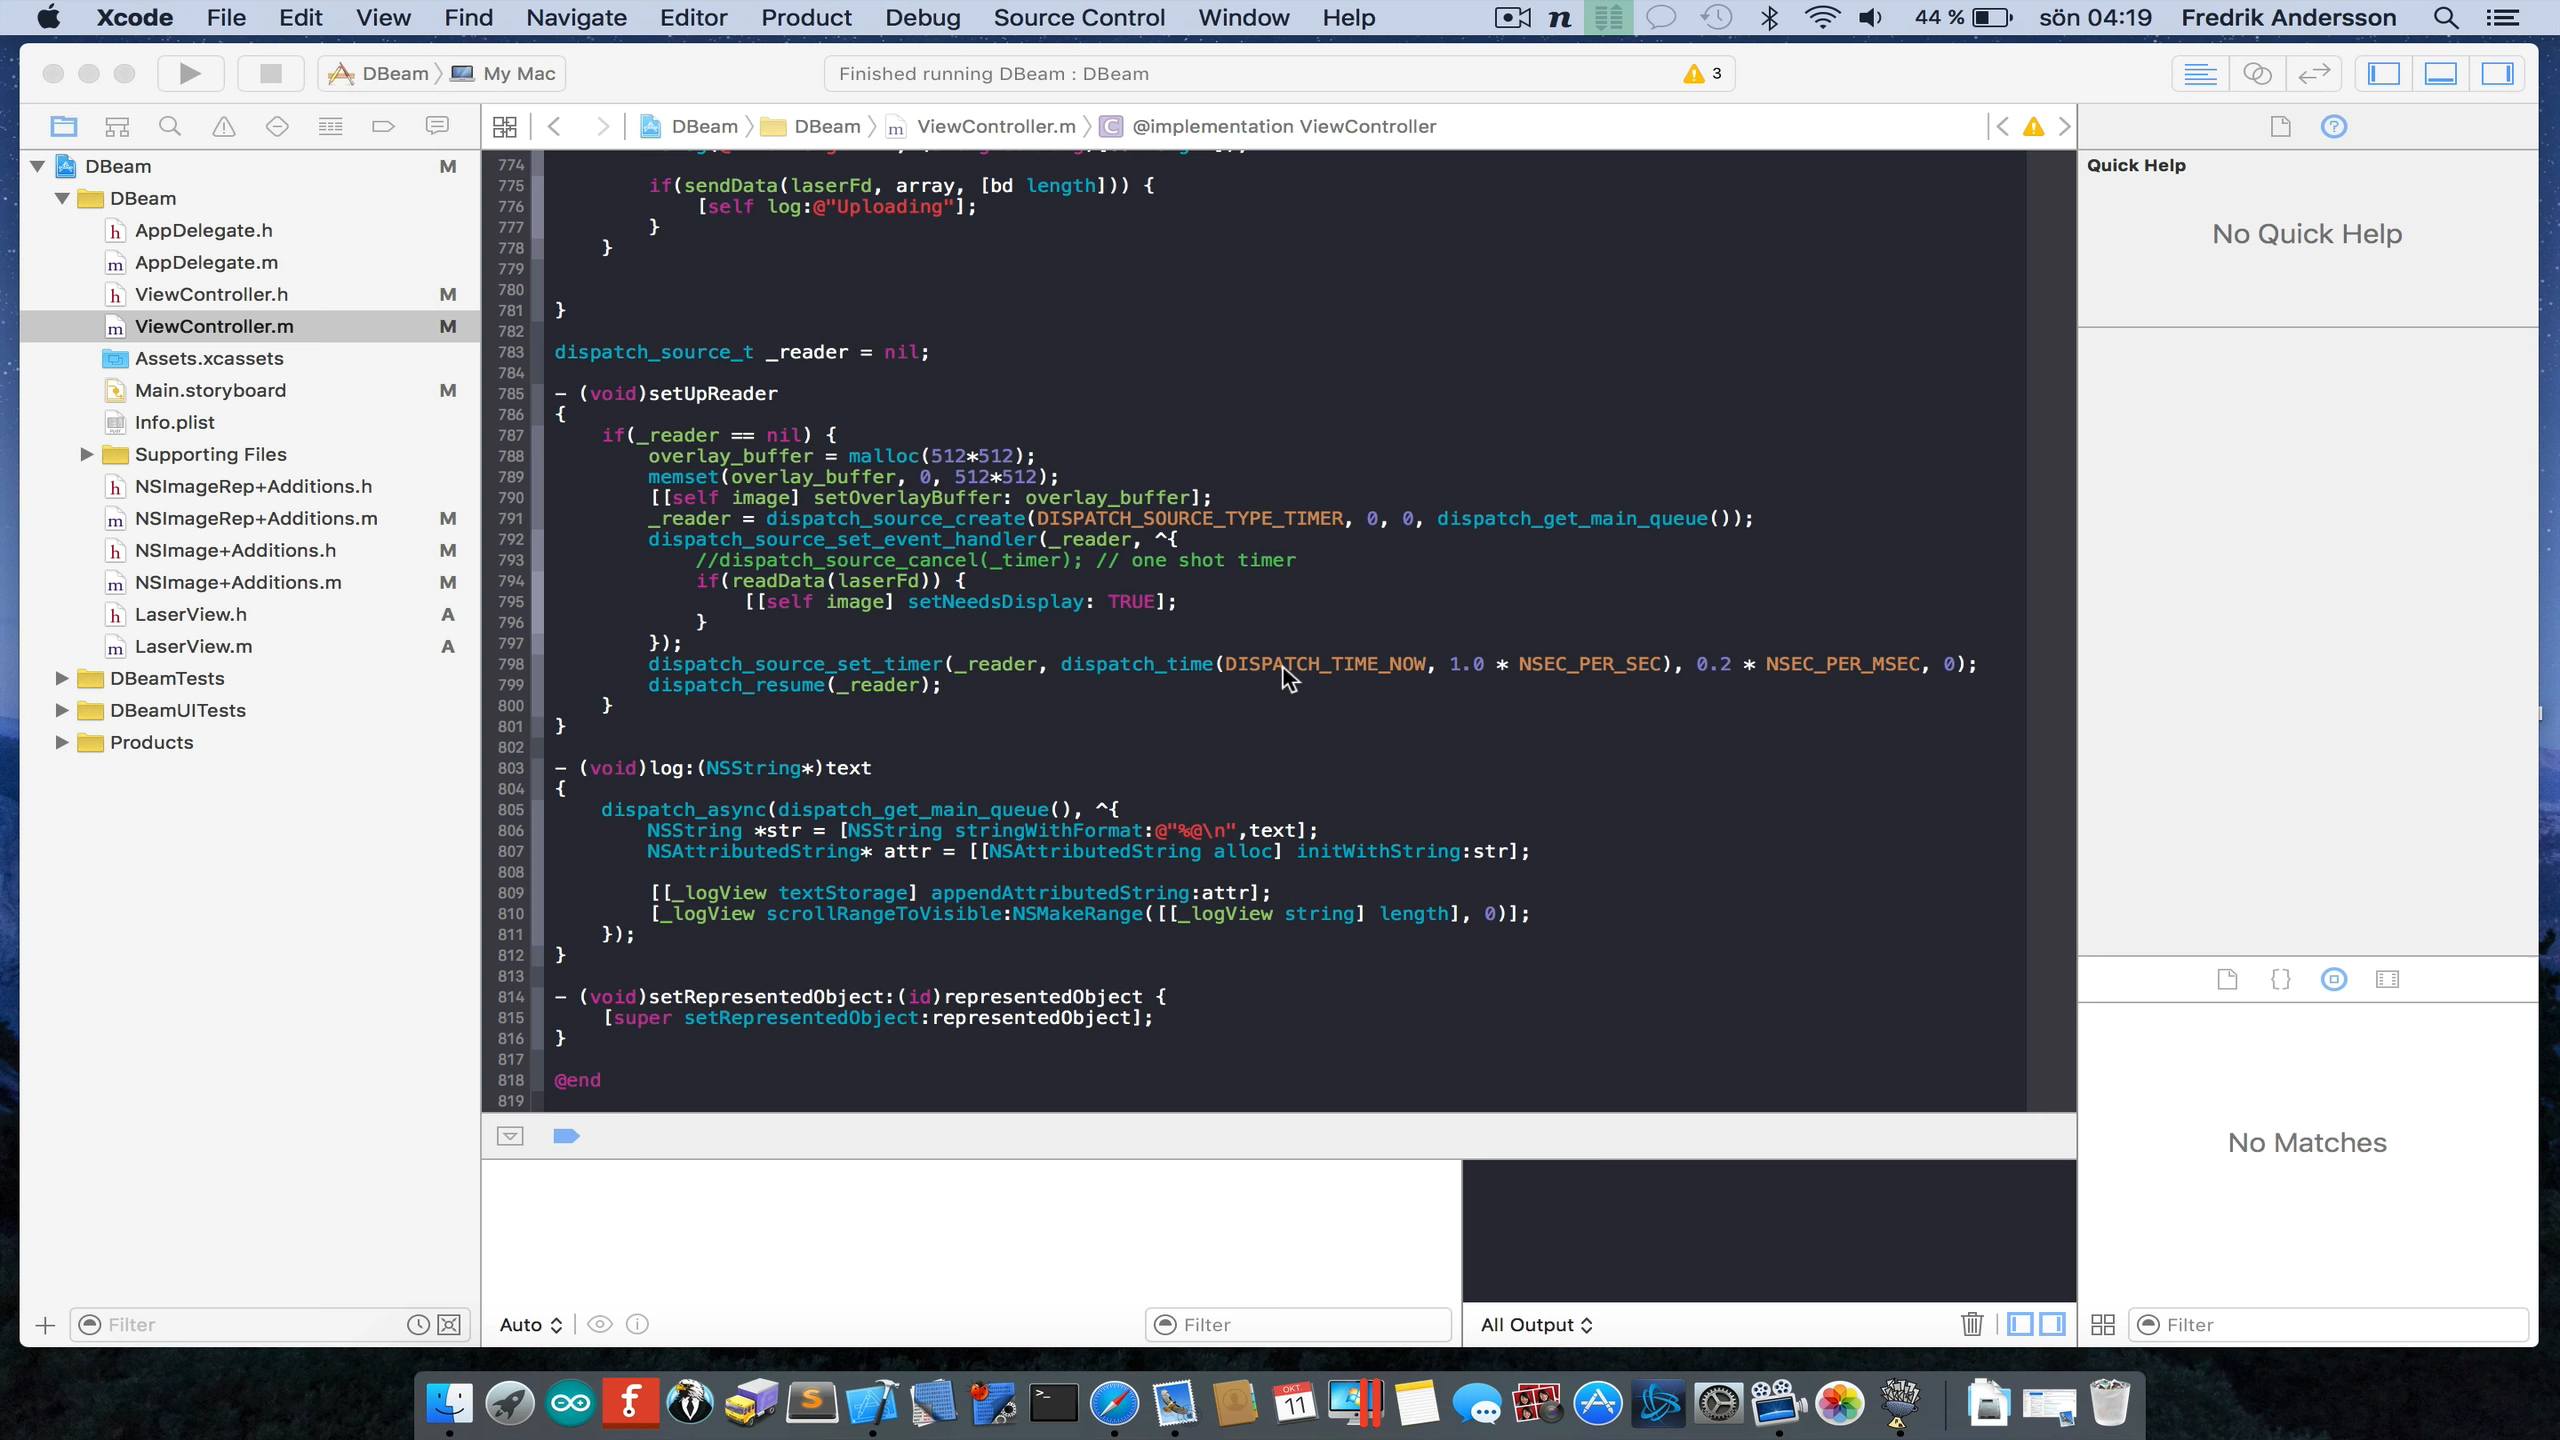 Xcode File Edit View Find Navigate Editor Product Debug Source Control Window Help 44 % sön 04:19 Fredrik Andersson
DBeam My Mac
Finished running DBeam : DBeam
3
DBeam DBeam ViewController.m @implementation ViewController
DBeam M
DBeam
AppDelegate.h
AppDelegate.m
ViewController.h M
ViewController.m M
Assets.xcassets
Main.storyboard M
Info.plist
Supporting Files
NSImageRep+Additions.h
NSImageRep+Additions.m M
NSImage+Additions.h M
NSImage+Additions.m M
LaserView.h A
LaserView.m A
DBeamTests
DBeamUITests
Products
Filter
774
775 if(sendData(laserFd, array, [bd length])) {
776 [self log:@"Uploading"];
777 }
778 }
779
780
781 }
782
783 dispatch_source_t _reader = nil;
784
785 - (void)setUpReader
786 {
787 if(_reader == nil) {
788 overlay_buffer = malloc(512*512);
789 memset(overlay_buffer, 0, 512*512);
790 [[self image] setOverlayBuffer: overlay_buffer];
791 _reader = dispatch_source_create(DISPATCH_SOURCE_TYPE_TIMER, 0, 0, dispatch_get_main_queue());
792 dispatch_source_set_event_handler(_reader, ^{
793 //dispatch_source_cancel(_timer); // one shot timer
794 if(readData(laserFd)) {
795 [[self image] setNeedsDisplay: TRUE];
796 }
797 });
798 dispatch_source_set_timer(_reader, dispatch_time(DISPATCH_TIME_NOW, 1.0 * NSEC_PER_SEC), 0.2 * NSEC_PER_MSEC, 0);
799 dispatch_resume(_reader);
800 }
801 }
802
803 - (void)log:(NSString*)text
804 {
805 dispatch_async(dispatch_get_main_queue(), ^{
806 NSString *str = [NSString stringWithFormat:@"%@\n",text];
807 NSAttributedString* attr = [[NSAttributedString alloc] initWithString:str];
808
809 [[_logView textStorage] appendAttributedString:attr];
810 [_logView scrollRangeToVisible:NSMakeRange([[_logView string] length], 0)];
811 });
812 }
813
814 - (void)setRepresentedObject:(id)representedObject {
815 [super setRepresentedObject:representedObject];
816 }
817
818 @end
819
Auto
Filter
All Output
Quick Help
No Quick Help
No Matches
Filter
OKT
11